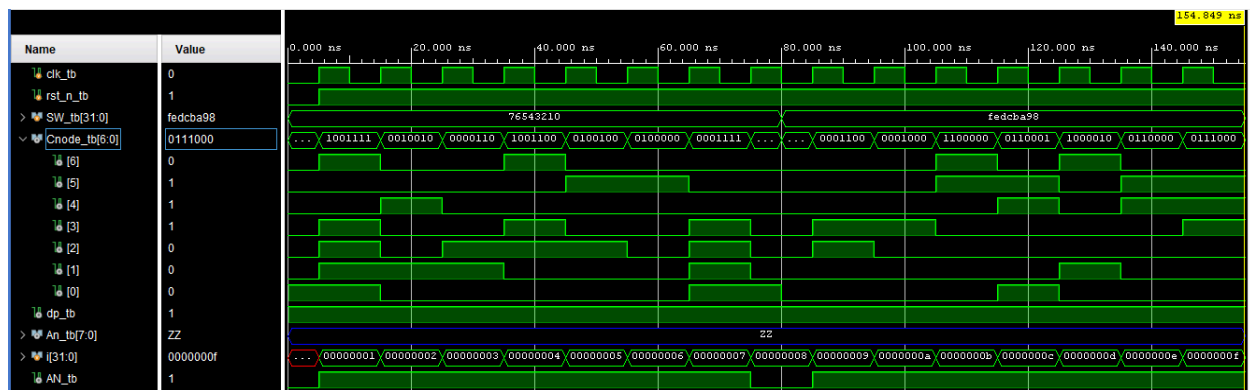 154.849 ns
Name Value 0.000 ns 20.000 ns 40.000 ns 60.000 ns 80.000 ns 100.000 ns 120.000 ns 140.000 ns
clk_tb 0
rst_n_tb 1
SW_tb[31:0] fedcba98 76543210 fedcba98
Cnode_tb[6:0] 0111000 ... 1001111 0010010 0000110 1001100 0100100 0100000 0001111 ... ... 0001100 0001000 1100000 0110001 1000010 0110000 0111000
[6] 0
[5] 1
[4] 1
[3] 1
[2] 0
[1] 0
[0] 0
dp_tb 1
An_tb[7:0] ZZ ZZ
i[31:0] 0000000f ... 00000001 00000002 00000003 00000004 00000005 00000006 00000007 00000008 00000009 0000000a 0000000b 0000000c 0000000d 0000000e 0000000f
AN_tb 1